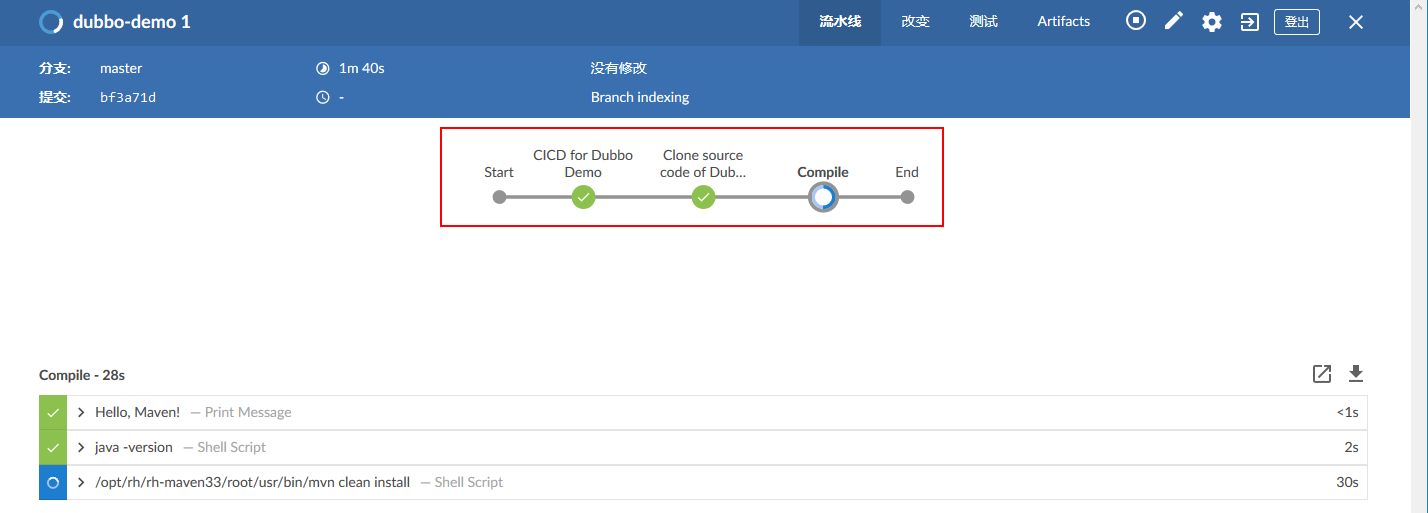 dubbo-demo 1
流水线 改变 测试 Artifacts 登出
分支: master 1m 40s 没有修改
提交: bf3a71d - Branch indexing
Start
CICD for Dubbo
Demo
Clone source
code of Dub...
Compile
End
Compile - 28s
Hello, Maven! — Print Message <1s
java -version — Shell Script 2s
/opt/rh/rh-maven33/root/usr/bin/mvn clean install — Shell Script 30s